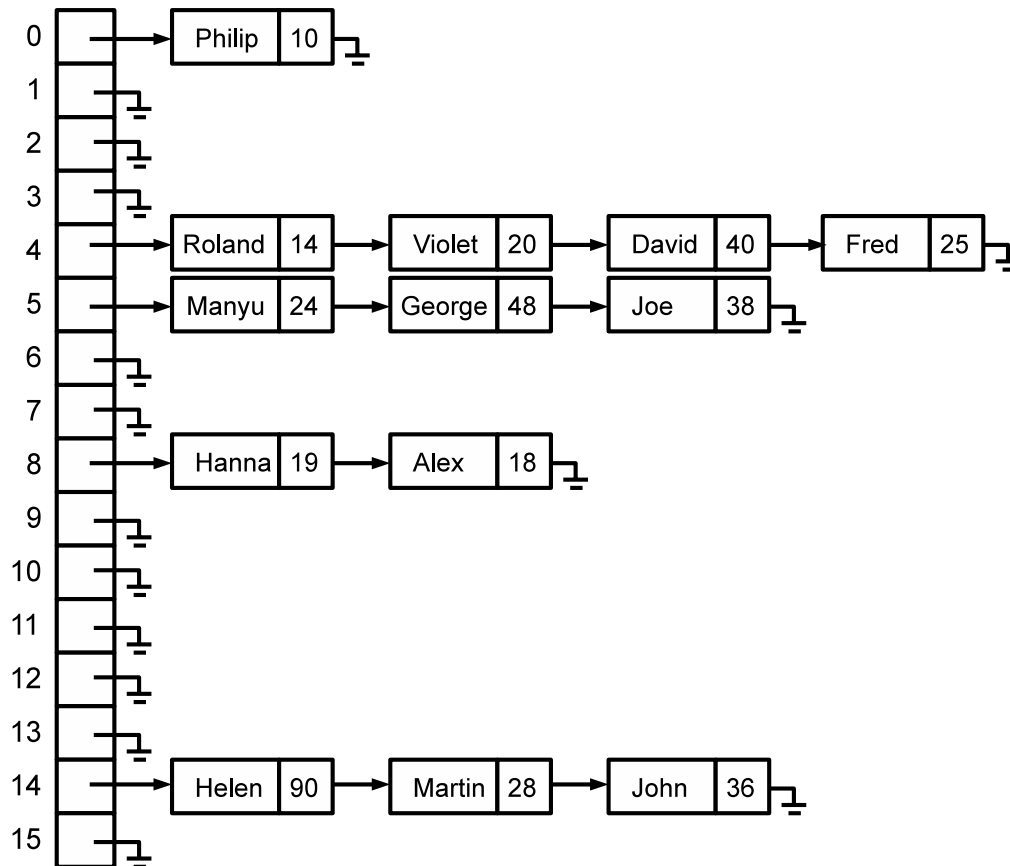 0 Philip 10
1
2
3
4 Roland 14 Violet 20 David 40 Fred 25
5 Manyu 24 George 48 Joe 38
6
7
8 Hanna 19 Alex 18
9
10
11
12
13
14 Helen 90 Martin 28 John 36
15